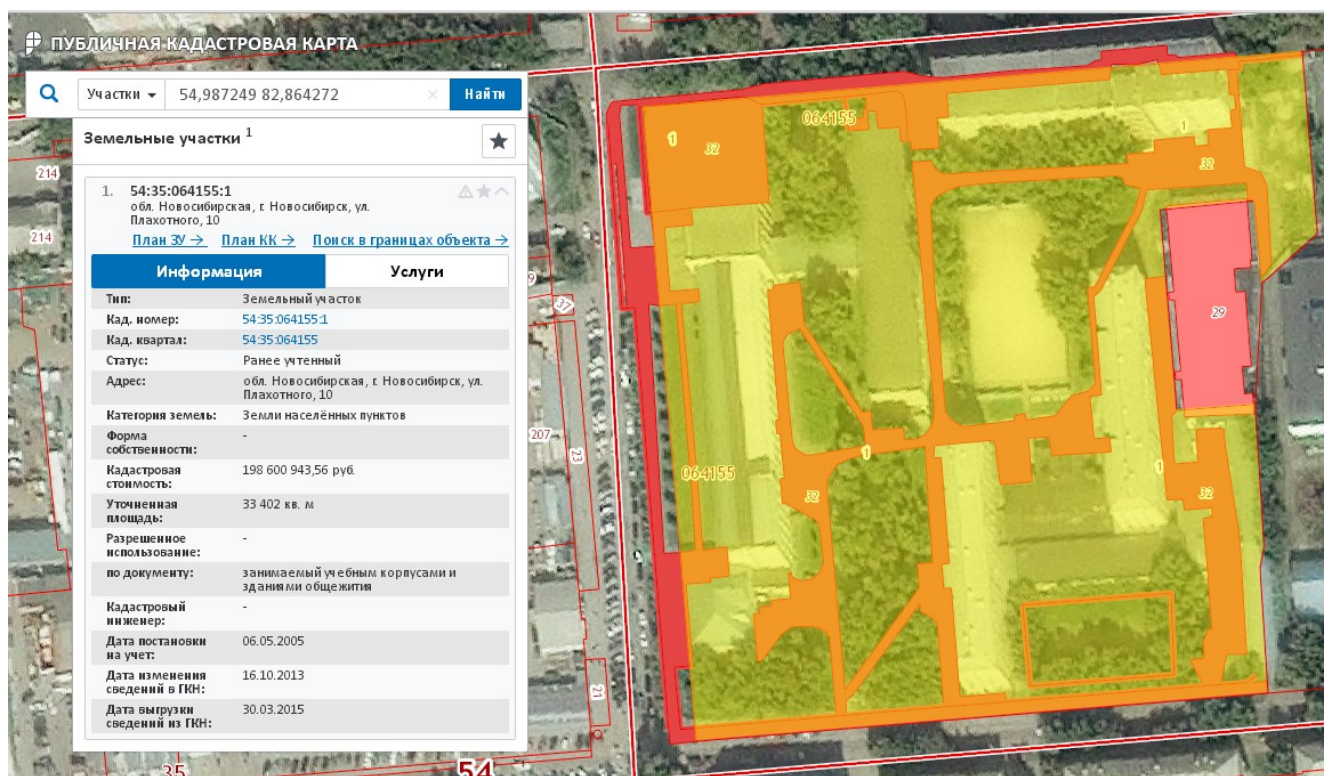 ПУБЛИЧНАЯ КАДАСТРОВАЯ КАРТА
Участки
54,987249 82,864272
Найти
Земельные участки 1
1. 54:35:064155:1
обл. Новосибирская, г. Новосибирск, ул.
Плахотного, 10
План ЗУ → План КК → Поиск в границах объекта →
Информация Услуги
Тип: Земельный участок
Кад. номер: 54:35:064155:1
Кад. квартал: 54:35:064155
Статус: Ранее учтенный
Адрес: обл. Новосибирская, г. Новосибирск, ул.
Плахотного, 10
Категория земель: Земли населённых пунктов
Форма
собственности: -
Кадастровая
стоимость: 198 600 943,56 руб.
Уточненная
площадь: 33 402 кв. м
Разрешенное
использование: -
по документу: занимаемый учебным корпусами и
зданиями общежития
Кадастровый
инженер: -
Дата постановки
на учет: 06.05.2005
Дата изменения
сведений в ГКН: 16.10.2013
Дата выгрузки
сведений из ГКН: 30.03.2015
214
214
9
37
207
23
21
35
54
064155
1
32
1
32
29
1
1
064155
32
32